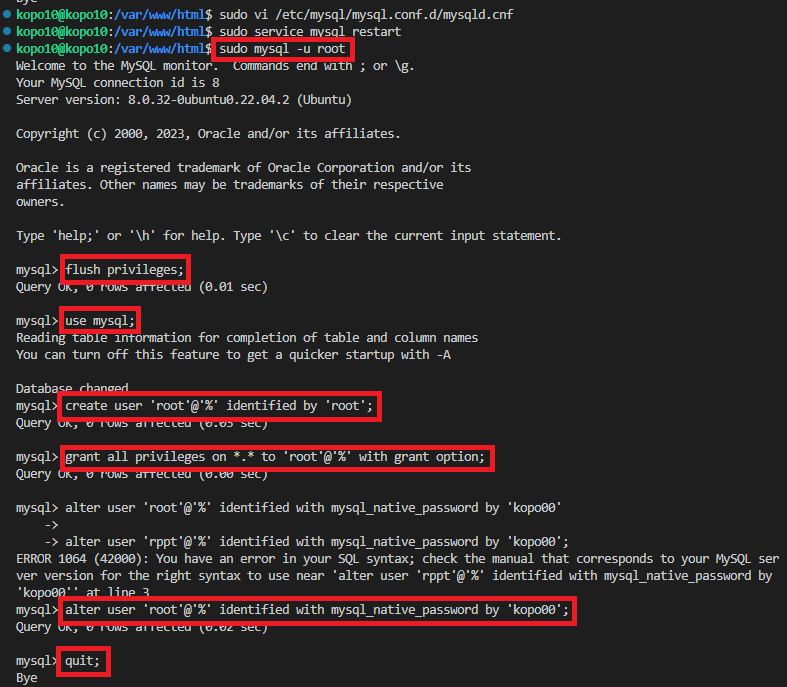 Bye
kopo10@kopo10:/var/www/html$ sudo vi /etc/mysql/mysql.conf.d/mysqld.cnf
kopo10@kopo10:/var/www/html$ sudo service mysql restart
kopo10@kopo10:/var/www/html$ sudo mysql -u root
Welcome to the MySQL monitor.  Commands end with ; or \g.
Your MySQL connection id is 8
Server version: 8.0.32-0ubuntu0.22.04.2 (Ubuntu)
Copyright (c) 2000, 2023, Oracle and/or its affiliates.
Oracle is a registered trademark of Oracle Corporation and/or its
affiliates. Other names may be trademarks of their respective
owners.
Type 'help;' or '\h' for help. Type '\c' to clear the current input statement.
mysql> flush privileges;
Query OK, 0 rows affected (0.01 sec)
mysql> use mysql;
Reading table information for completion of table and column names
You can turn off this feature to get a quicker startup with -A
Database changed
mysql> create user 'root'@'%' identified by 'root';
Query OK, 0 rows affected (0.03 sec)
mysql> grant all privileges on *.* to 'root'@'%' with grant option;
Query OK, 0 rows affected (0.00 sec)
mysql> alter user 'root'@'%' identified with mysql_native_password by 'kopo00'
    ->
    -> alter user 'rppt'@'%' identified with mysql_native_password by 'kopo00';
ERROR 1064 (42000): You have an error in your SQL syntax; check the manual that corresponds to your MySQL ser
ver version for the right syntax to use near 'alter user 'rppt'@'%' identified with mysql_native_password by
'kopo00'' at line 3
mysql> alter user 'root'@'%' identified with mysql_native_password by 'kopo00';
Query OK, 0 rows affected (0.02 sec)
mysql> quit;
Bye